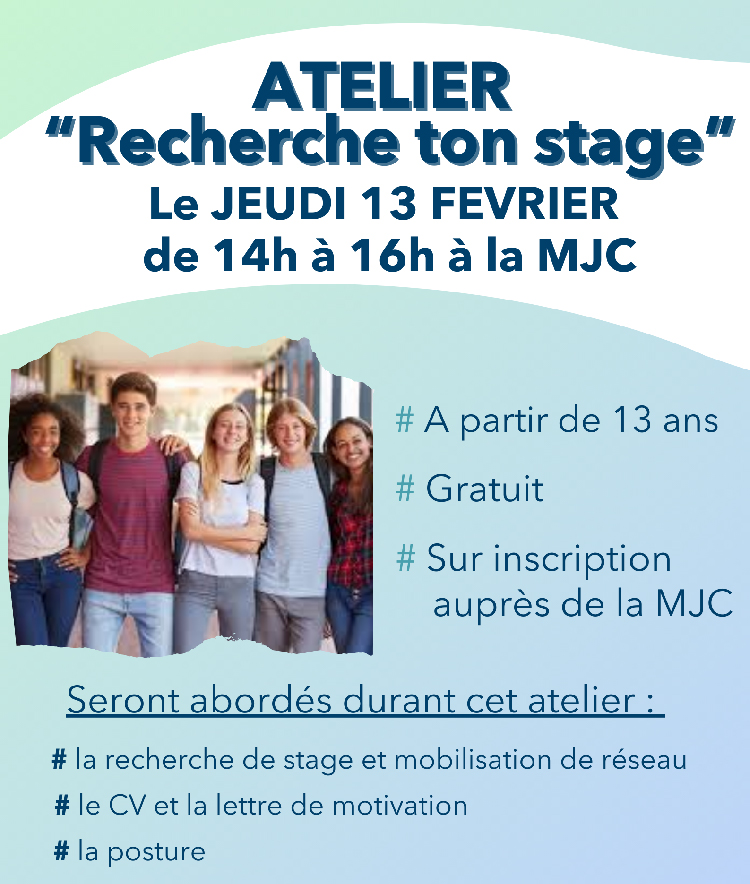 ATELIER
“Recherche ton stage”
Le JEUDI 13 FEVRIER
de 14h à 16h à la MJC
# A partir de 13 ans
# Gratuit
# Sur inscription
auprès de la MJC
Seront abordés durant cet atelier :
# la recherche de stage et mobilisation de réseau
# le CV et la lettre de motivation
# la posture